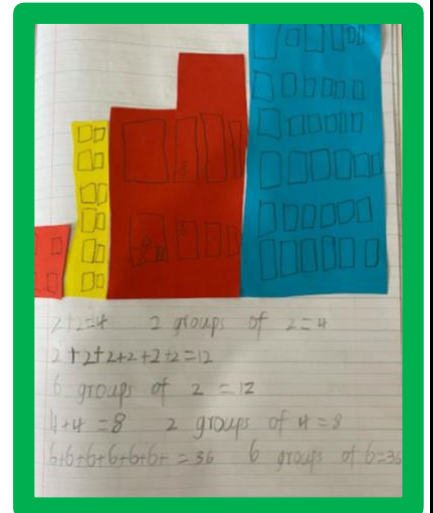 2+2=4 2 groups of 2=4
2+2+2+2+2+2=12
6 groups of 2 =12
4+4 =8 2 groups of 4=8
6+6+6+6+6+6+ = 36 6 groups of 6=36